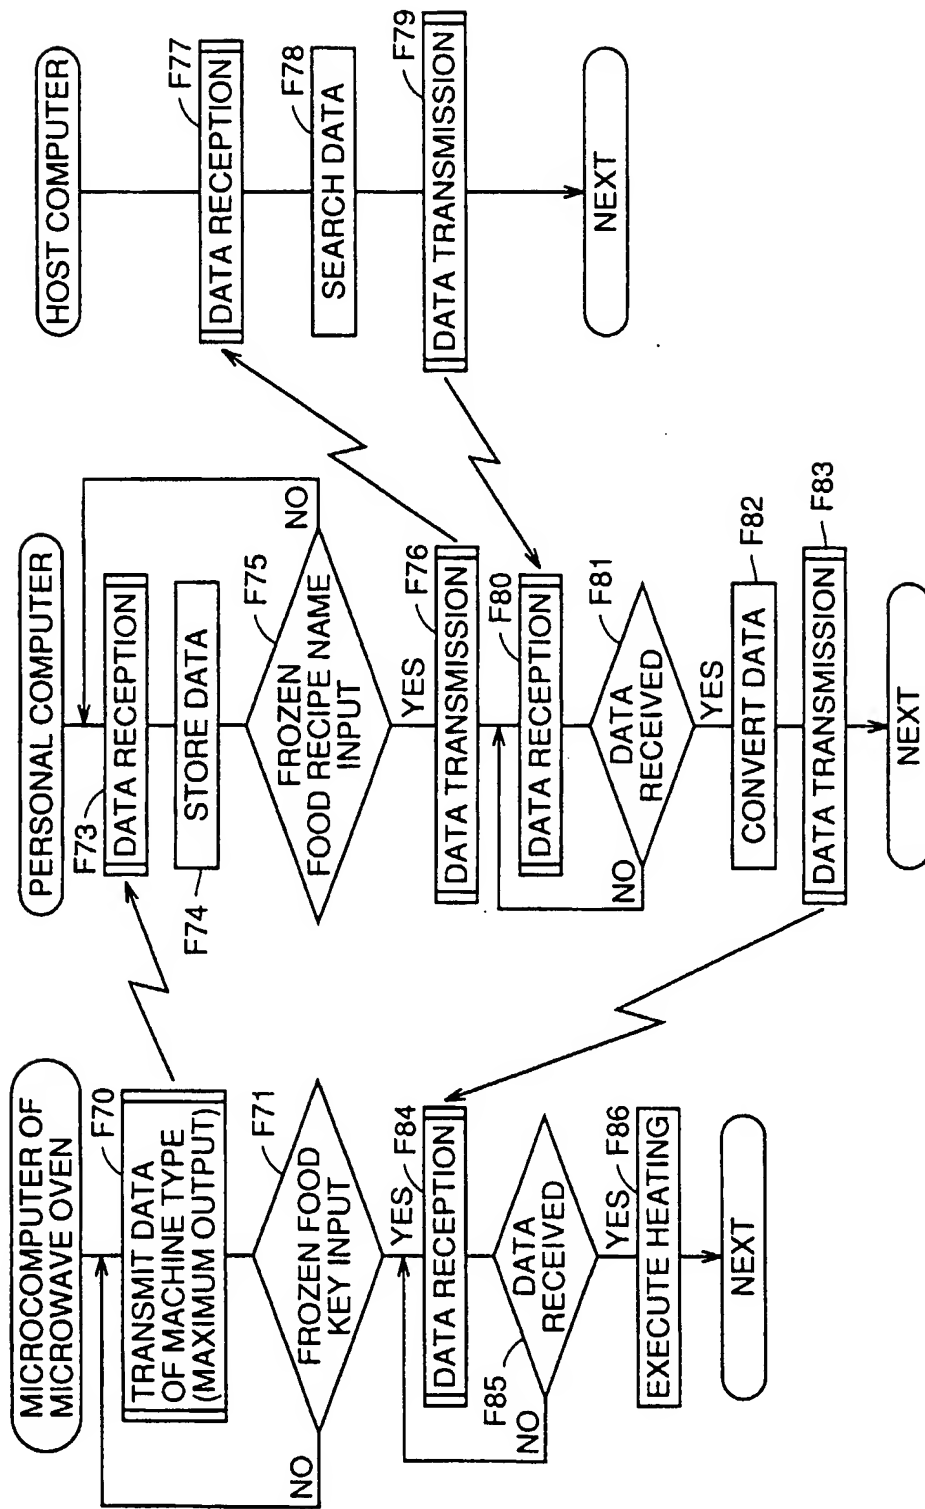 MICROCOMPUTER OF
MICROWAVE OVEN
F70
TRANSMIT DATA
OF MACHINE TYPE
(MAXIMUM OUTPUT)
F71
FROZEN FOOD
KEY INPUT
NO
YES
F84
DATA RECEPTION
DATA
RECEIVED
F85
NO
YES
F86
EXECUTE HEATING
NEXT
PERSONAL COMPUTER
F73
DATA RECEPTION
STORE DATA
F74
F75
FROZEN
FOOD RECIPE NAME
INPUT
NO
YES
F76
DATA TRANSMISSION
F80
DATA RECEPTION
F81
DATA
RECEIVED
NO
YES
F82
CONVERT DATA
DATA TRANSMISSION
F83
NEXT
HOST COMPUTER
F77
DATA RECEPTION
F78
SEARCH DATA
F79
DATA TRANSMISSION
NEXT